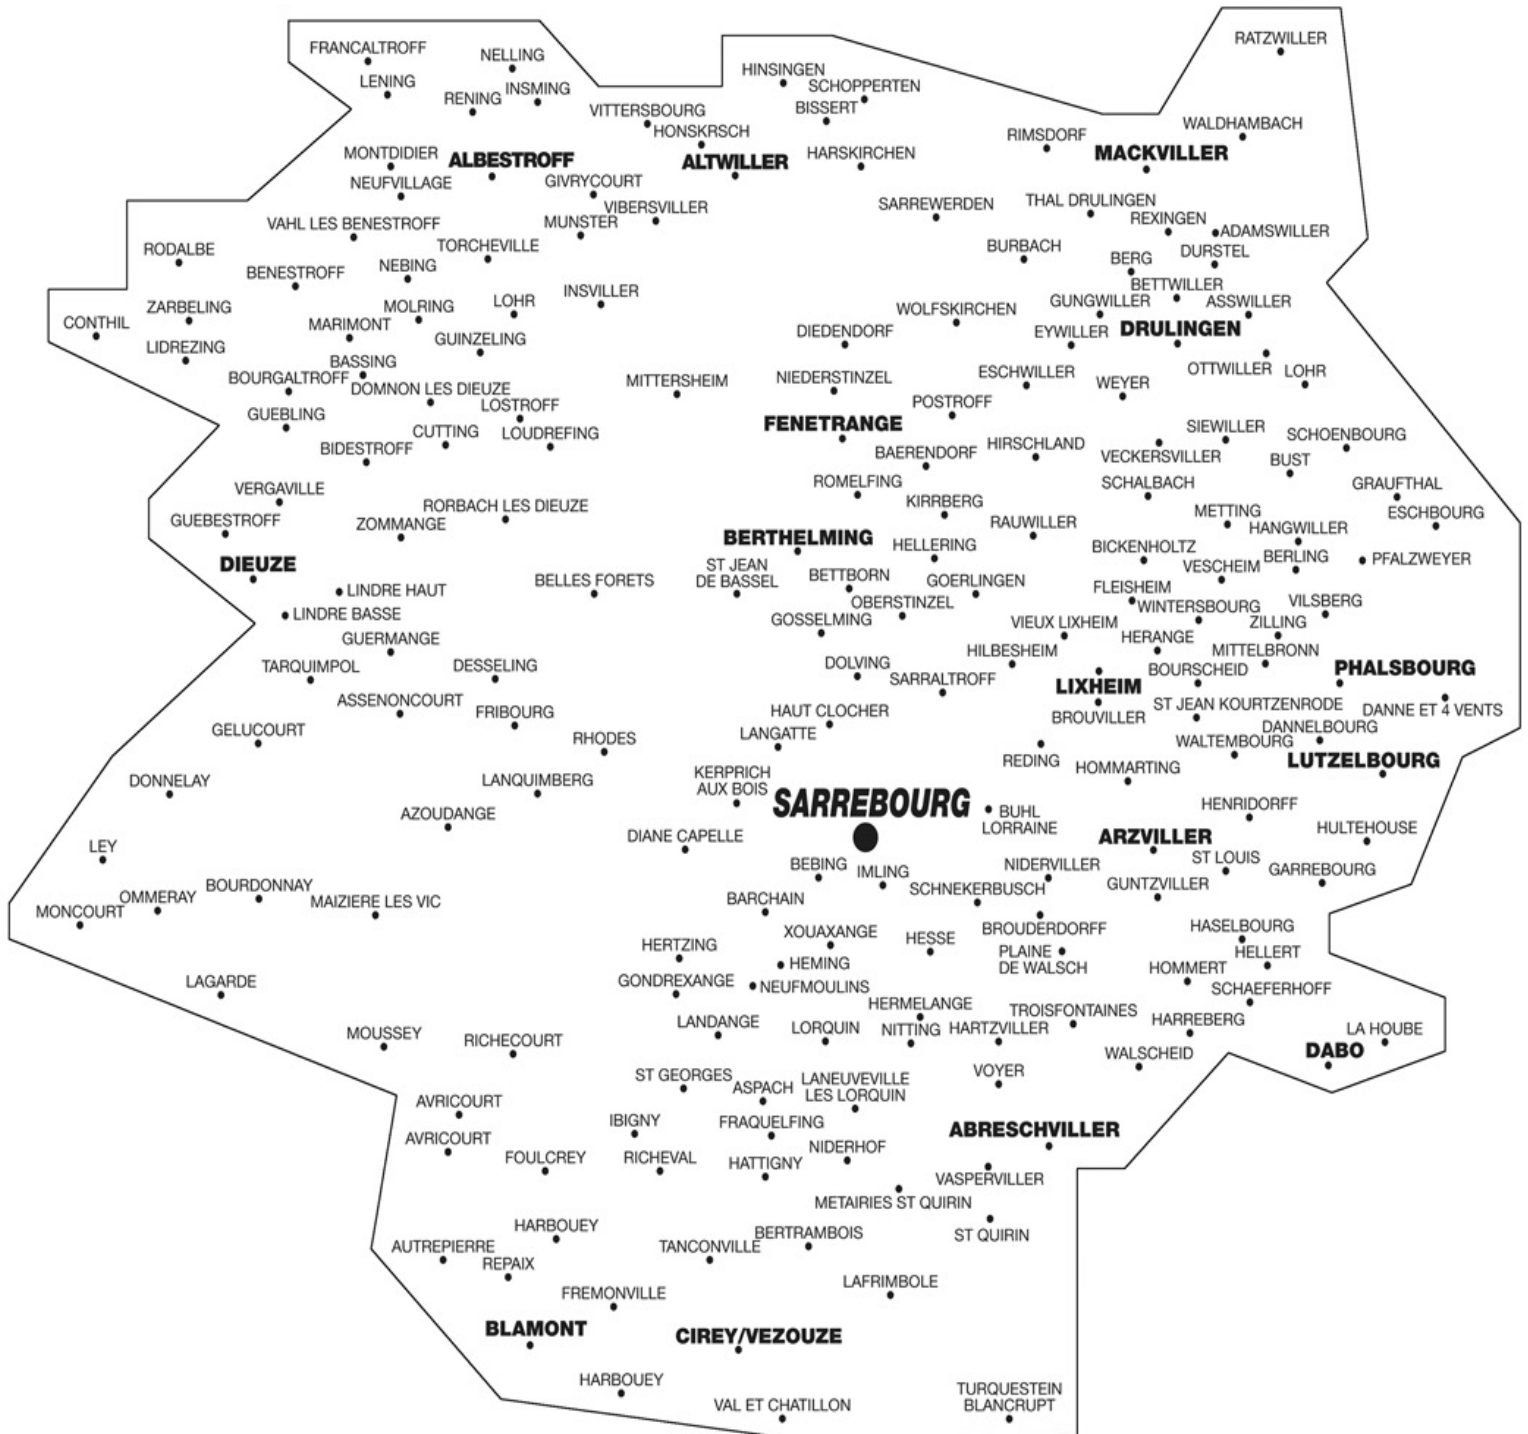 RATZWILLER
FRANCALTROFF
NELLING
HINSINGEN
LENING
SCHOPPERTEN
INSMING
RENING
BISSERT
VITTERSBOURG
WALDHAMBACH
HONSKRSCH
RIMSDORF
MONTDIDIER
ALBESTROFF
ALTWILLER
HARSKIRCHEN
MACKVILLER
NEUFVILLAGE
GIVRYCOURT
THAL DRULINGEN
SARREWERDEN
VIBERSVILLER
REXINGEN
VAHL LES BENESTROFF
MUNSTER
ADAMSWILLER
TORCHEVILLE
BURBACH
RODALBE
DURSTEL
BERG
NEBING
BENESTROFF
BETTWILLER
INSVILLER
LOHR
GUNGWILLER
ASSWILLER
ZARBELING
MOLRING
WOLFSKIRCHEN
CONTHIL
MARIMONT
DIEDENDORF
EYWILLER
DRULINGEN
GUINZELING
LIDREZING
BASSING
OTTWILLER
LOHR
ESCHWILLER
BOURGALTROFF
NIEDERSTINZEL
MITTERSHEIM
WEYER
DOMNON LES DIEUZE
POSTROFF
LOSTROFF
GUEBLING
FENETRANGE
SIEWILLER
CUTTING
LOUDREFING
SCHOENBOURG
HIRSCHLAND
BIDESTROFF
BAERENDORF
VECKERSVILLER
BUST
ROMELFING
SCHALBACH
GRAUFTHAL
VERGAVILLE
KIRRBERG
RORBACH LES DIEUZE
METTING
ESCHBOURG
GUEBESTROFF
ZOMMANGE
RAUWILLER
HANGWILLER
BERTHELMING
HELLERING
BICKENHOLTZ
BERLING
PFALZWEYER
DIEUZE
ST JEAN
DE BASSEL
BETTBORN
VESCHEIM
BELLES FORETS
GOERLINGEN
FLEISHEIM
LINDRE HAUT
OBERSTINZEL
WINTERSBOURG
VILSBERG
LINDRE BASSE
GOSSELMING
VIEUX LIXHEIM
ZILLING
GUERMANGE
HERANGE
HILBESHEIM
MITTELBRONN
TARQUIMPOL
DESSELING
DOLVING
BOURSCHEID
PHALSBOURG
SARRALTROFF
LIXHEIM
ASSENONCOURT
ST JEAN KOURTZENRODE
FRIBOURG
HAUT CLOCHER
BROUVILLER
DANNE ET 4 VENTS
GELUCOURT
LANGATTE
DANNELBOURG
RHODES
WALTEMBOURG
REDING
LUTZELBOURG
DONNELAY
LANQUIMBERG
KERPRICH
AUX BOIS
HOMMARTING
SARREBOURG
HENRIDORFF
AZOUDANGE
BUHL
LORRAINE
HULTEHOUSE
DIANE CAPELLE
ARZVILLER
LEY
BEBING
IMLING
NIDERVILLER
ST LOUIS
GARREBOURG
BOURDONNAY
SCHNEKERBUSCH
GUNTZVILLER
OMMERAY
MAIZIERE LES VIC
BARCHAIN
MONCOURT
XOUAXANGE
BROUDERDORFF
HASELBOURG
HERTZING
HESSE
PLAINE
DE WALSCH
HELLERT
HEMING
HOMMERT
LAGARDE
GONDREXANGE
NEUFMOULINS
SCHAEFERHOFF
HERMELANGE
TROISFONTAINES
LANDANGE
LORQUIN
NITTING
HARTZVILLER
HARREBERG
LA HOUBE
MOUSSEY
RICHECOURT
WALSCHEID
DABO
ST GEORGES
ASPACH
LANEUVEVILLE
LES LORQUIN
VOYER
AVRICOURT
IBIGNY
FRAQUELFING
ABRESCHVILLER
AVRICOURT
FOULCREY
RICHEVAL
HATTIGNY
NIDERHOF
VASPERVILLER
METAIRIES ST QUIRIN
HARBOUEY
BERTRAMBOIS
ST QUIRIN
AUTREPIERRE
TANCONVILLE
REPAIX
LAFRIMBOLE
FREMONVILLE
BLAMONT
CIREY/VEZOUZE
HARBOUEY
TURQUESTEIN
BLANCRUPT
VAL ET CHATILLON